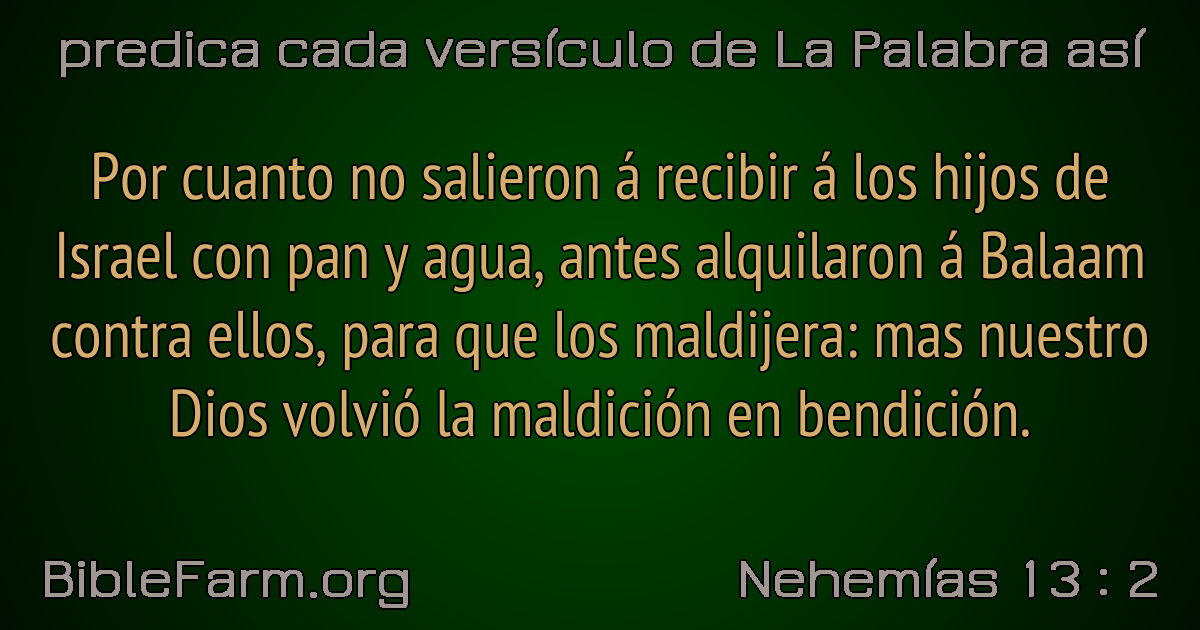 predica cada versículo de La Palabra así
Por cuanto no salieron á recibir á los hijos de
Israel con pan y agua, antes alquilaron á Balaam
contra ellos, para que los maldijera: mas nuestro
Dios volvió la maldición en bendición.
BibleFarm.org
Nehemías 13 : 2